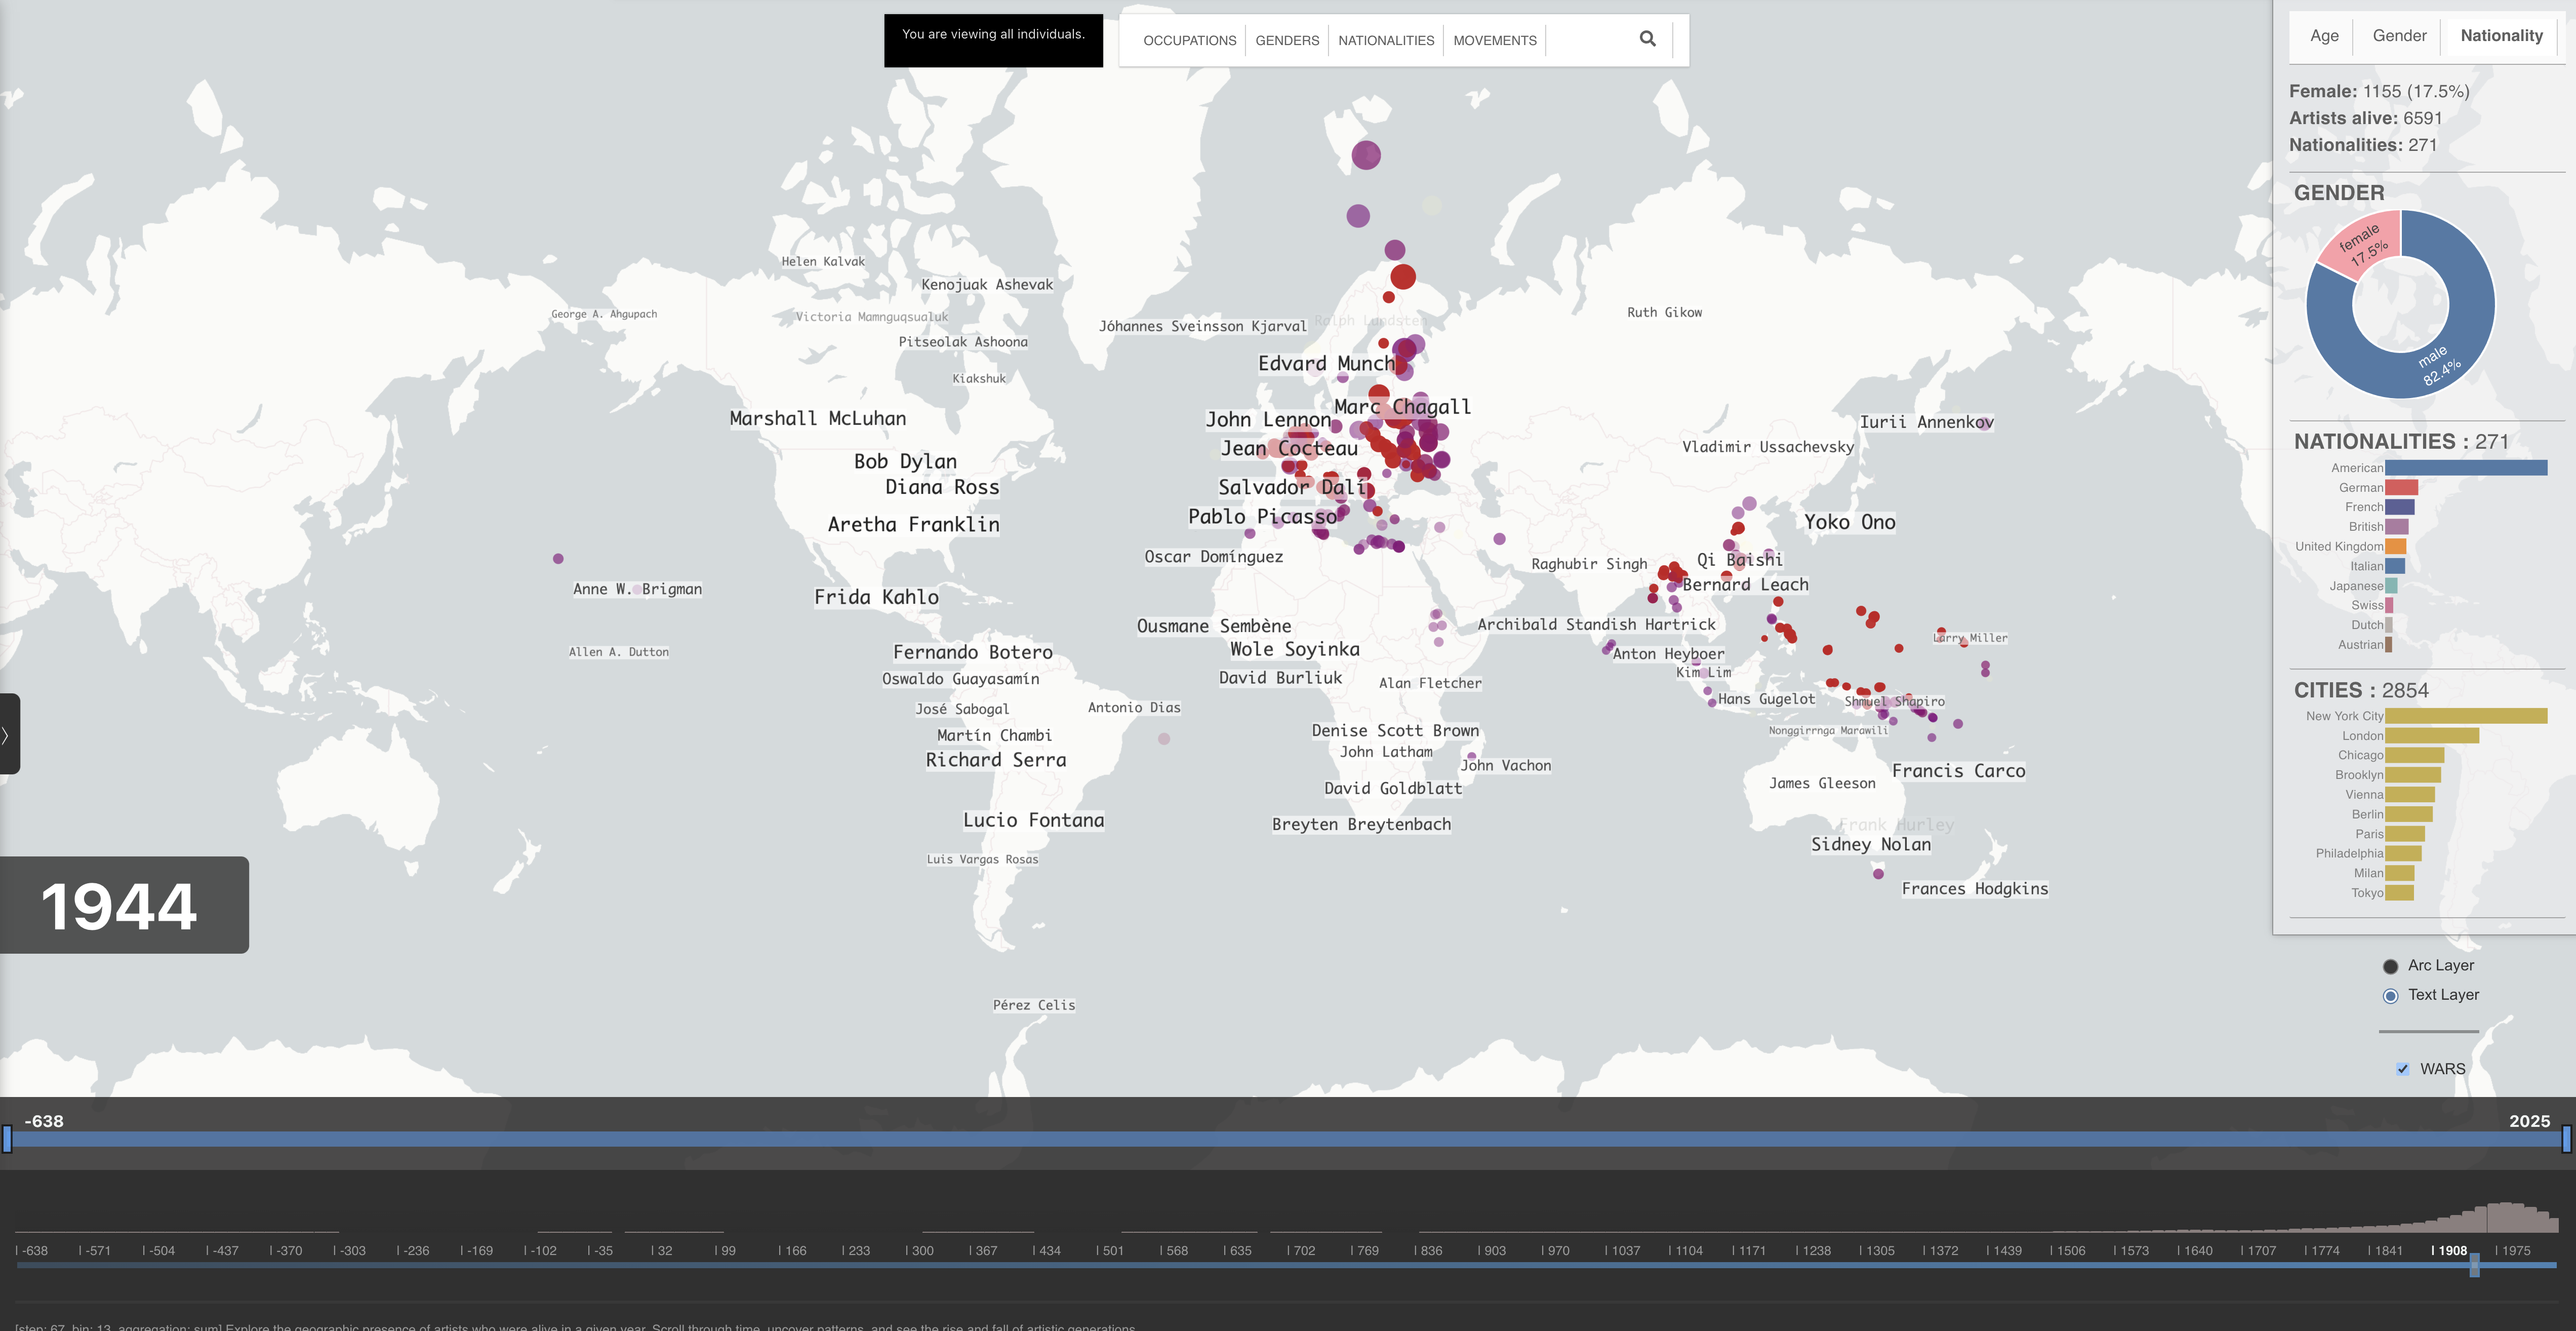 You are viewing all individuals.
OCCUPATIONS GENDERS NATIONALITIES MOVEMENTS
Age Gender Nationality
Female: 1155 (17.5%)
Artists alive: 6591
Nationalities: 271
GENDER
female
17.5%
male
82.4%
NATIONALITIES : 271
American
German
French
British
United Kingdom
Italian
Japanese
Swiss
Dutch
Austrian
CITIES : 2854
New York City
London
Chicago
Brooklyn
Vienna
Berlin
Paris
Philadelphia
Milan
Tokyo
Arc Layer
Text Layer
WARS
Helen Kalvak
Kenojuak Ashevak
George A. Ahgupach
Victoria Mamnguqsualuk
Ruth Gikow
Jóhannes Sveinsson Kjarval
Ralph Lundsten
Pitseolak Ashoona
Edvard Munch
Kiakshuk
Marc Chagall
Marshall McLuhan
John Lennon
Iurii Annenkov
Jean Cocteau
Vladimir Ussachevsky
Bob Dylan
Diana Ross
Salvador Dalí
Pablo Picasso
Aretha Franklin
Yoko Ono
Oscar Domínguez
Raghubir Singh
Qi Baishi
Bernard Leach
Anne W. Brigman
Frida Kahlo
Ousmane Sembène
Archibald Standish Hartrick
Larry Miller
Allen A. Dutton
Fernando Botero
Wole Soyinka
Anton Heyboer
Kim Lim
Oswaldo Guayasamín
David Burliuk
Alan Fletcher
Hans Gugelot
Shmuel Shapiro
José Sabogal
Antonio Dias
Nonggirrnga Marawili
Martín Chambi
Denise Scott Brown
John Latham
Richard Serra
John Vachon
Francis Carco
James Gleeson
David Goldblatt
Lucio Fontana
Breyten Breytenbach
Frank Hurley
Sidney Nolan
Luis Vargas Rosas
Frances Hodgkins
1944
Pérez Celis
-638 2025
-638 -571 -504 -437 -370 -303 -236 -169 -102 -35 32 99 166 233 300 367 434 501 568 635 702 769 836 903 970 1037 1104 1171 1238 1305 1372 1439 1506 1573 1640 1707 1774 1841 1908 1975
[step: 67, bin: 13, aggregation: sum] Explore the geographic presence of artists who were alive in a given year. Scroll through time, uncover patterns, and see the rise and fall of artistic generations.